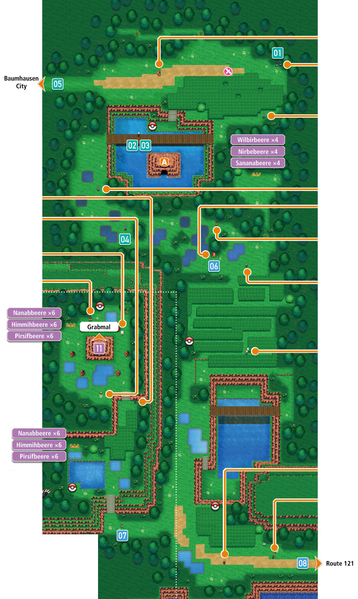 01
Baumhausen
City
05
Wilbirbeere ×4
02 03
Nirbebeere ×4
A
Sananabeere ×4
04
06
Nanabbeere ×6
Himmihbeere ×6
Grabmal
Pirsifbeere ×6
11
Nanabbeere ×6
Himmihbeere ×6
Pirsifbeere ×6
07
08
Route 121